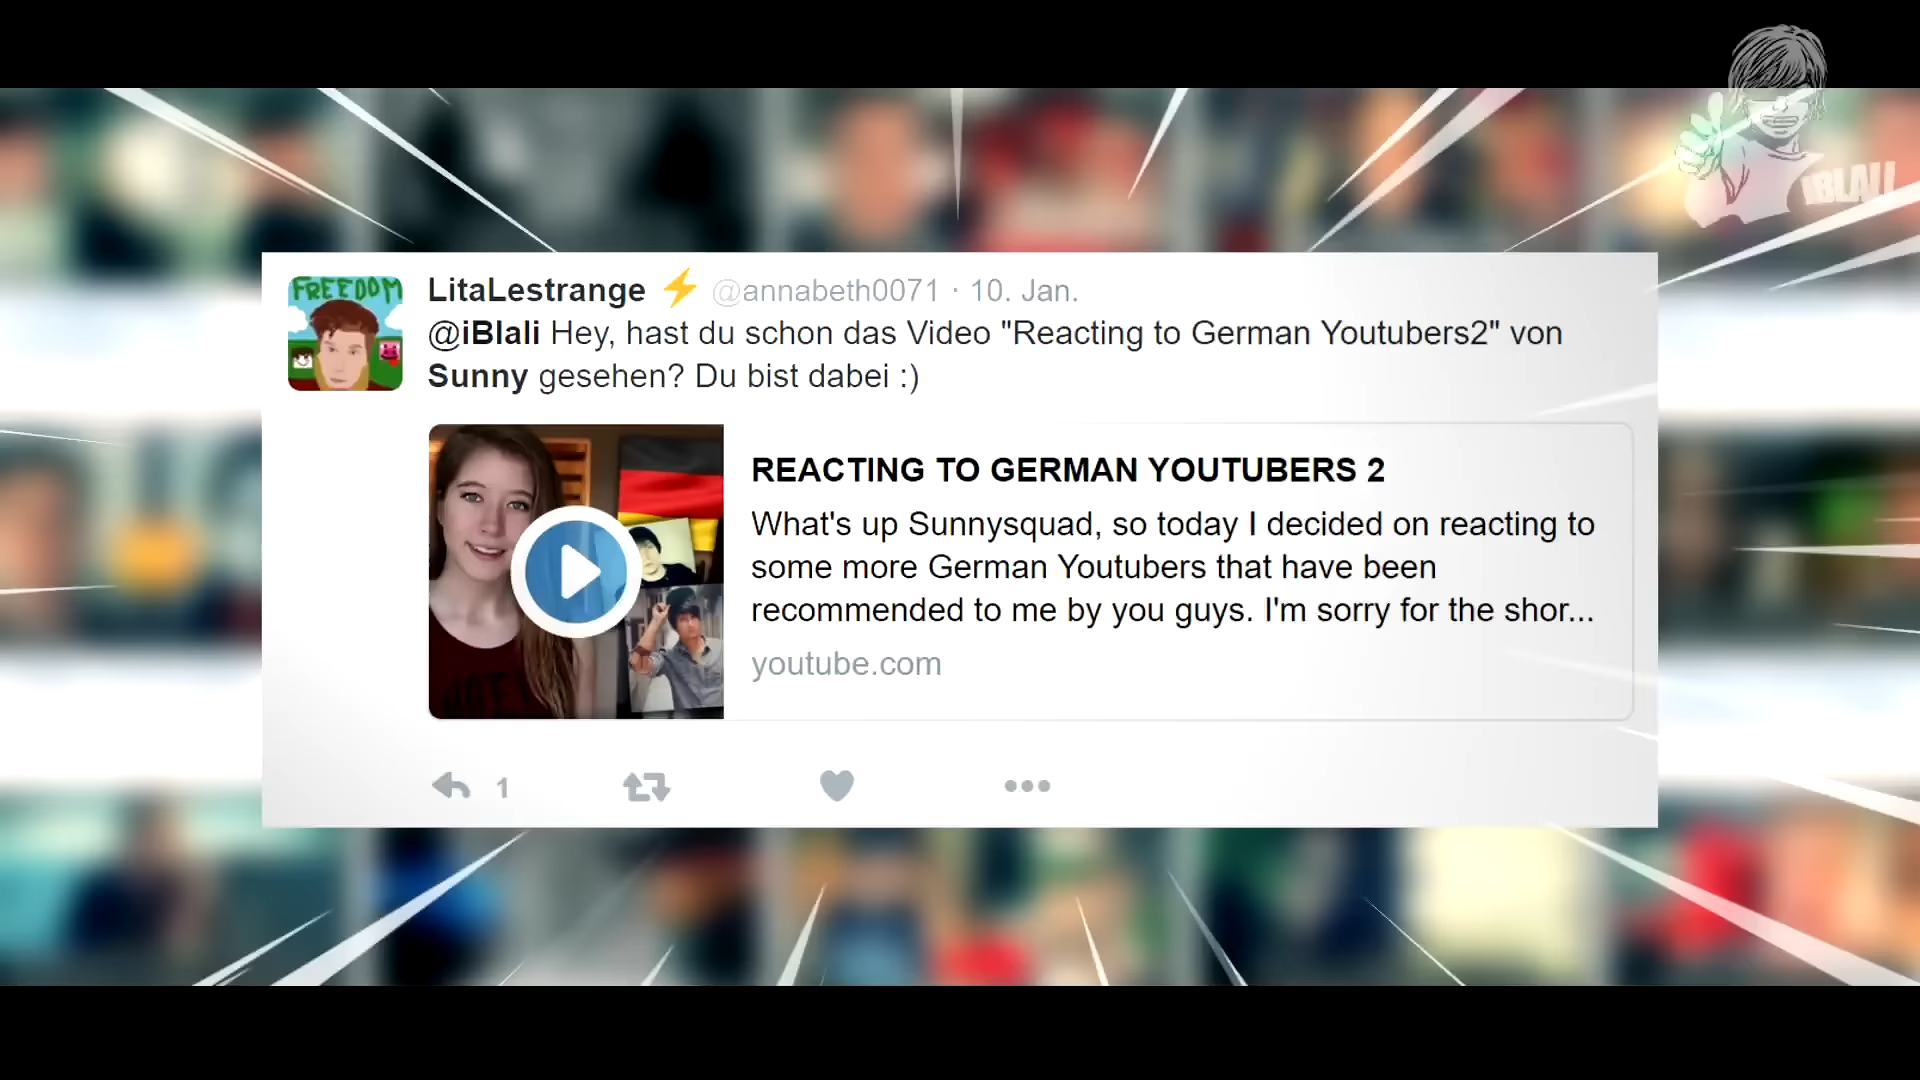 iBLALI
FREEDOM
LitaLestrange ⚡ @annabeth0071 · 10. Jan.
@iBlali Hey, hast du schon das Video "Reacting to German Youtubers2" von
Sunny gesehen? Du bist dabei :)
REACTING TO GERMAN YOUTUBERS 2
What's up Sunnysquad, so today I decided on reacting to
some more German Youtubers that have been
recommended to me by you guys. I'm sorry for the shor...
youtube.com
1